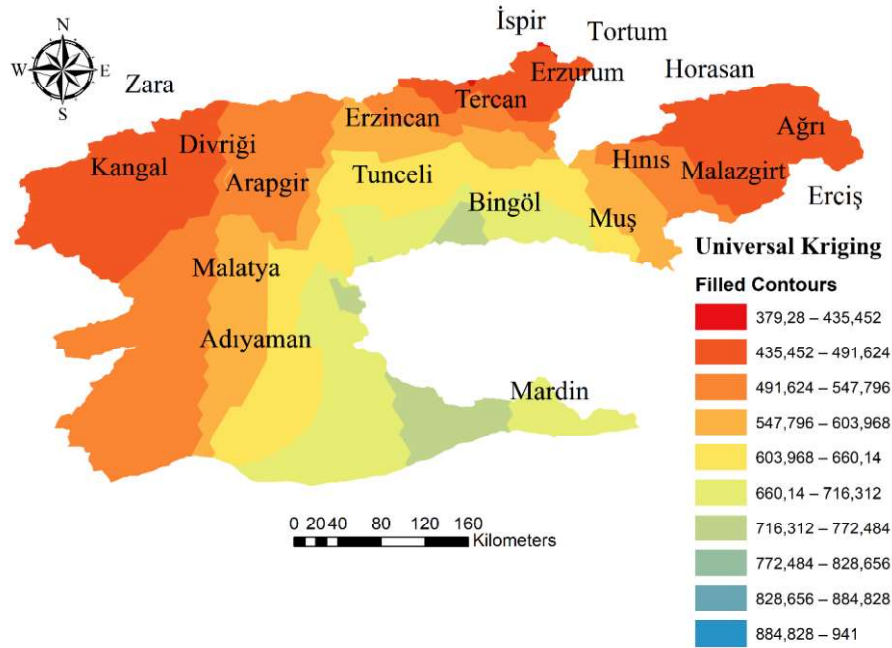 İspir
Tortum
N
W E
S
Zara
Erzurum
Horasan
Tercan
Erzincan
Ağrı
Divriği
Kangal
Hınıs
Arapgir
Tunceli
Malazgirt
Bingöl
Erciş
Muş
Malatya
Adıyaman
Mardin
Universal Kriging
Filled Contours
379,28 – 435,452
435,452 – 491,624
491,624 – 547,796
547,796 – 603,968
603,968 – 660,14
660,14 – 716,312
716,312 – 772,484
772,484 – 828,656
828,656 – 884,828
884,828 – 941
0 20 40 80 120 160
Kilometers